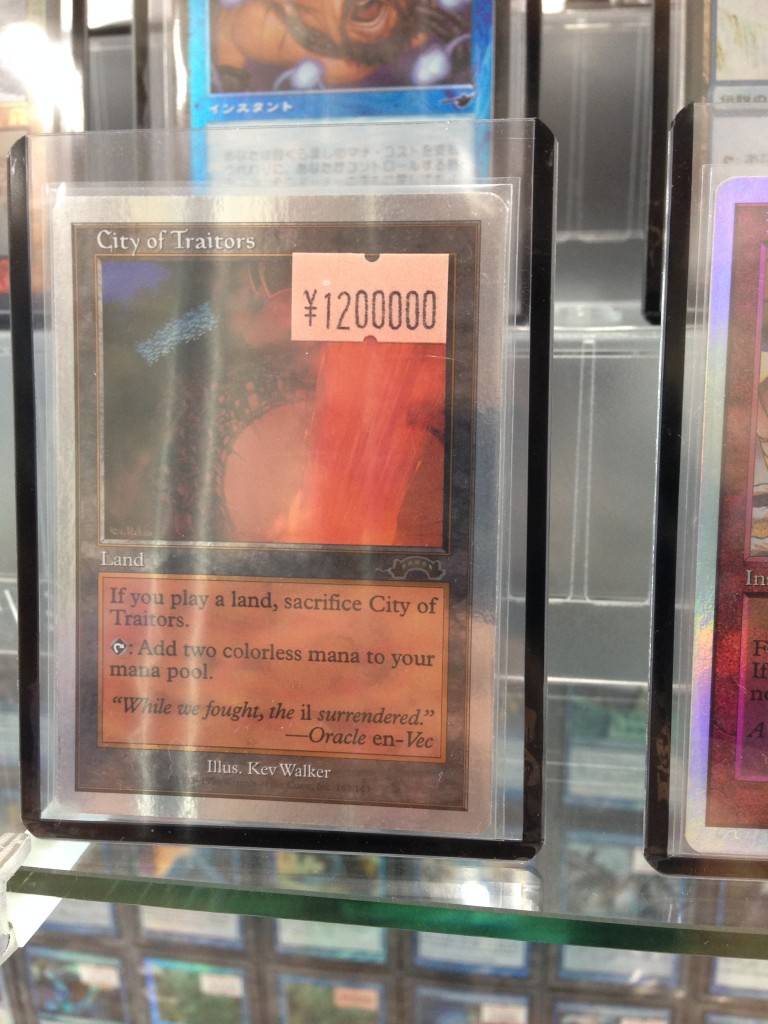 インスタント
City of Traitors
¥1200000
Land
If you play a land, sacrifice City of
Traitors.
: Add two colorless mana to your
mana pool.
“While we fought, the il surrendered.”
—Oracle en-Vec
Illus. Kev Walker